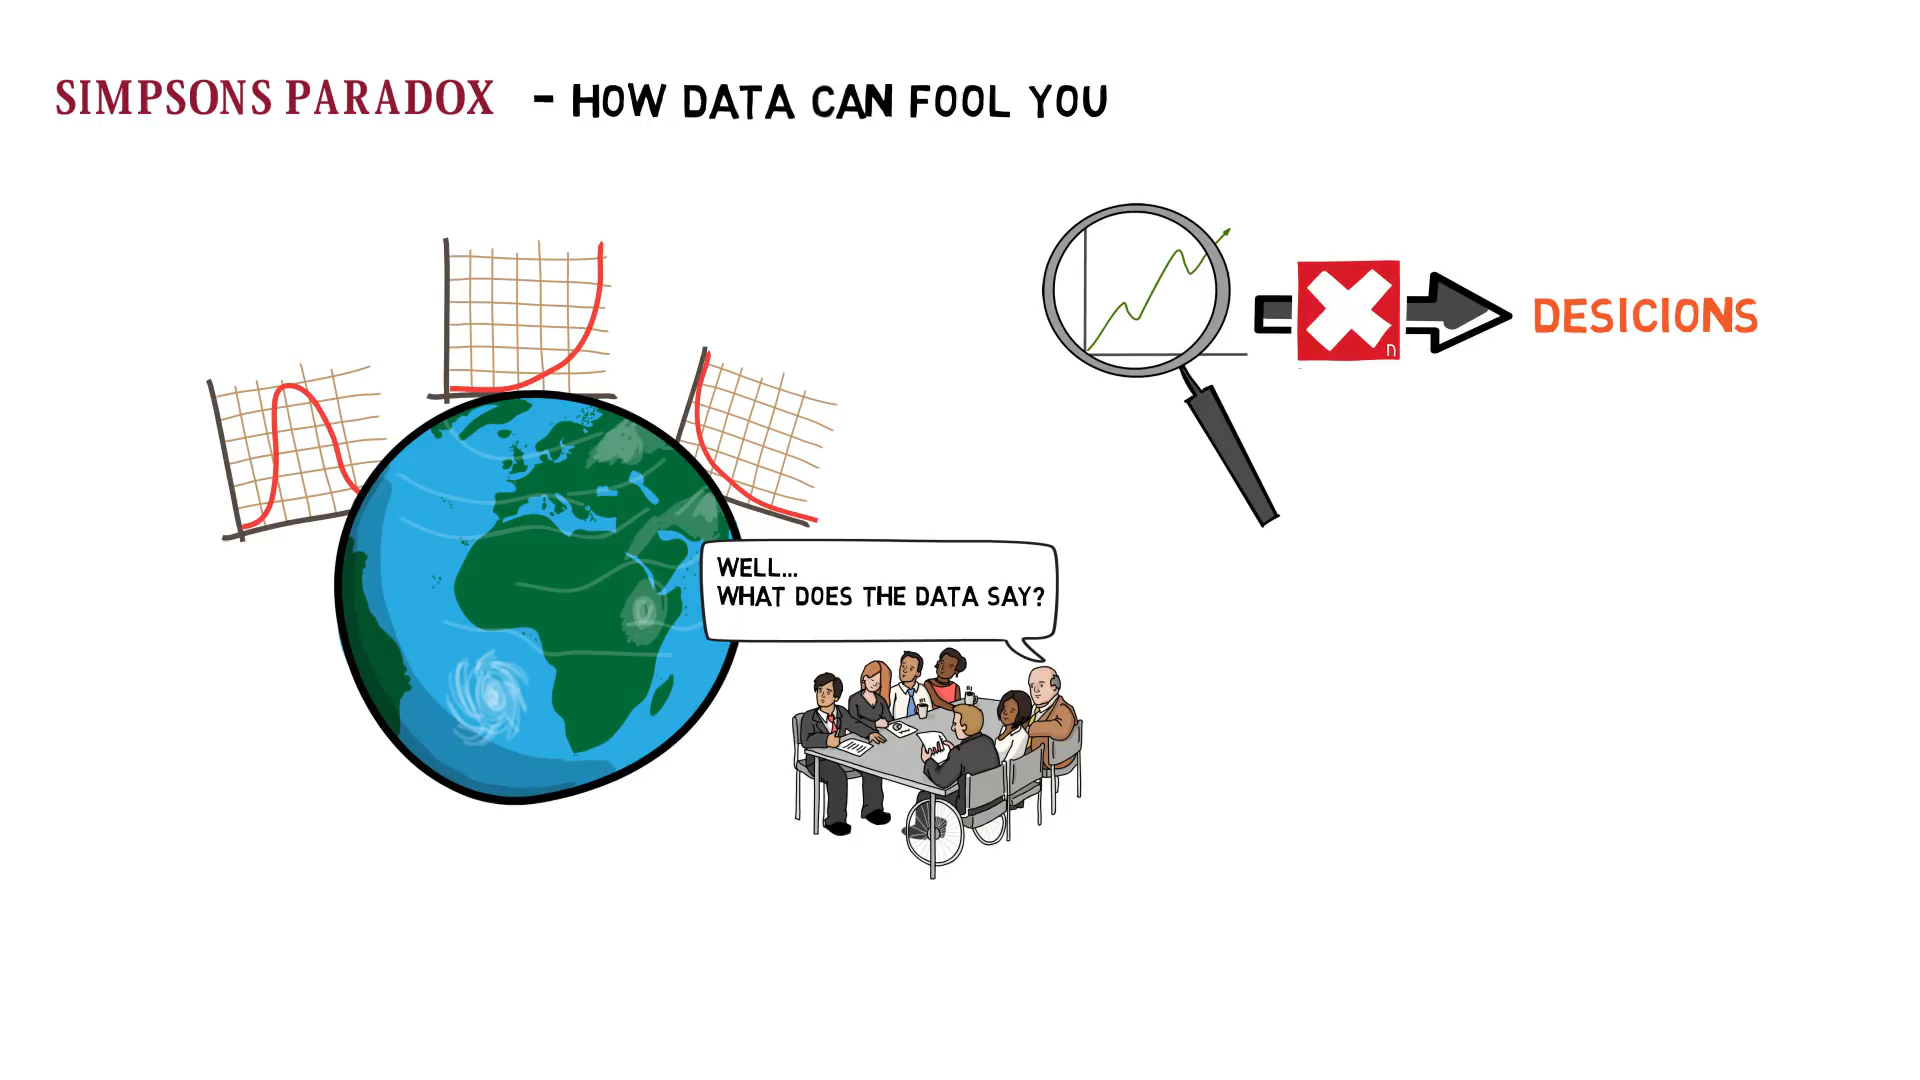 SIMPSONS PARADOX - HOW DATA CAN FOOL YOU
n
DESICIONS
WELL...
WHAT DOES THE DATA SAY?